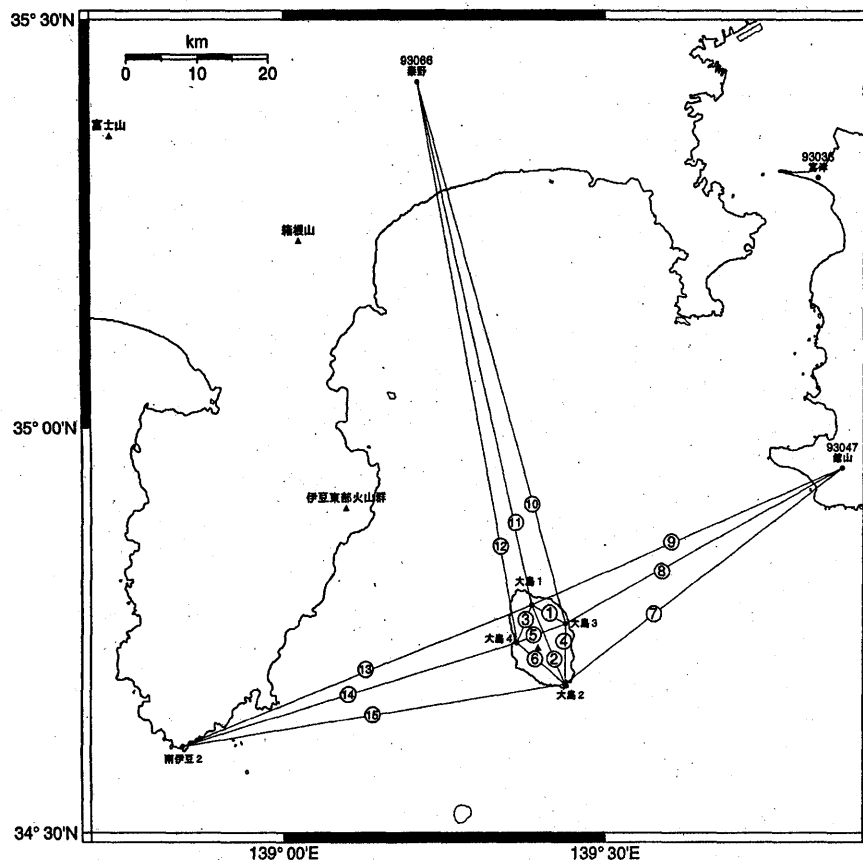 35° 30'N
km
0 10 20
93066
秦野
富士山
93035
富津
箱根山
35° 00'N
93047
館山
伊豆東部火山群
⑩
⑪
⑫
⑨
⑧
⑦
大島1
①
③
大島3
大島4
⑤
④
⑥
②
大島2
⑬
⑭
⑮
南伊豆2
34° 30'N
139° 00'E
139° 30'E